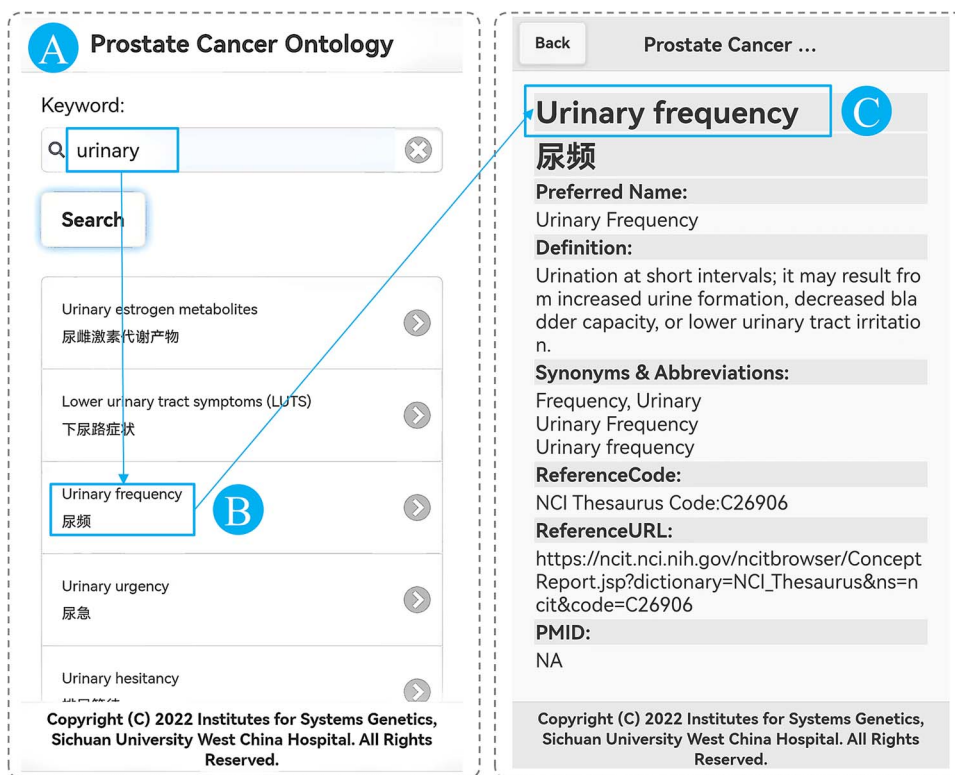 A
Prostate Cancer Ontology
Keyword:
urinary
Search
Urinary estrogen metabolites
尿雌激素代谢产物
Lower urinary tract symptoms (LUTS)
下尿路症状
Urinary frequency
尿频
B
Urinary urgency
尿急
Urinary hesitancy
Copyright (C) 2022 Institutes for Systems Genetics,
Sichuan University West China Hospital. All Rights
Reserved.
Back
Prostate Cancer ...
Urinary frequency
C
尿频
Preferred Name:
Urinary Frequency
Definition:
Urination at short intervals; it may result fro
m increased urine formation, decreased bla
dder capacity, or lower urinary tract irritatio
n.
Synonyms & Abbreviations:
Frequency, Urinary
Urinary Frequency
Urinary frequency
ReferenceCode:
NCI Thesaurus Code:C26906
ReferenceURL:
https://ncit.nci.nih.gov/ncitbrowser/Concept
Report.jsp?dictionary=NCI_Thesaurus&ns=n
cit&code=C26906
PMID:
NA
Copyright (C) 2022 Institutes for Systems Genetics,
Sichuan University West China Hospital. All Rights
Reserved.